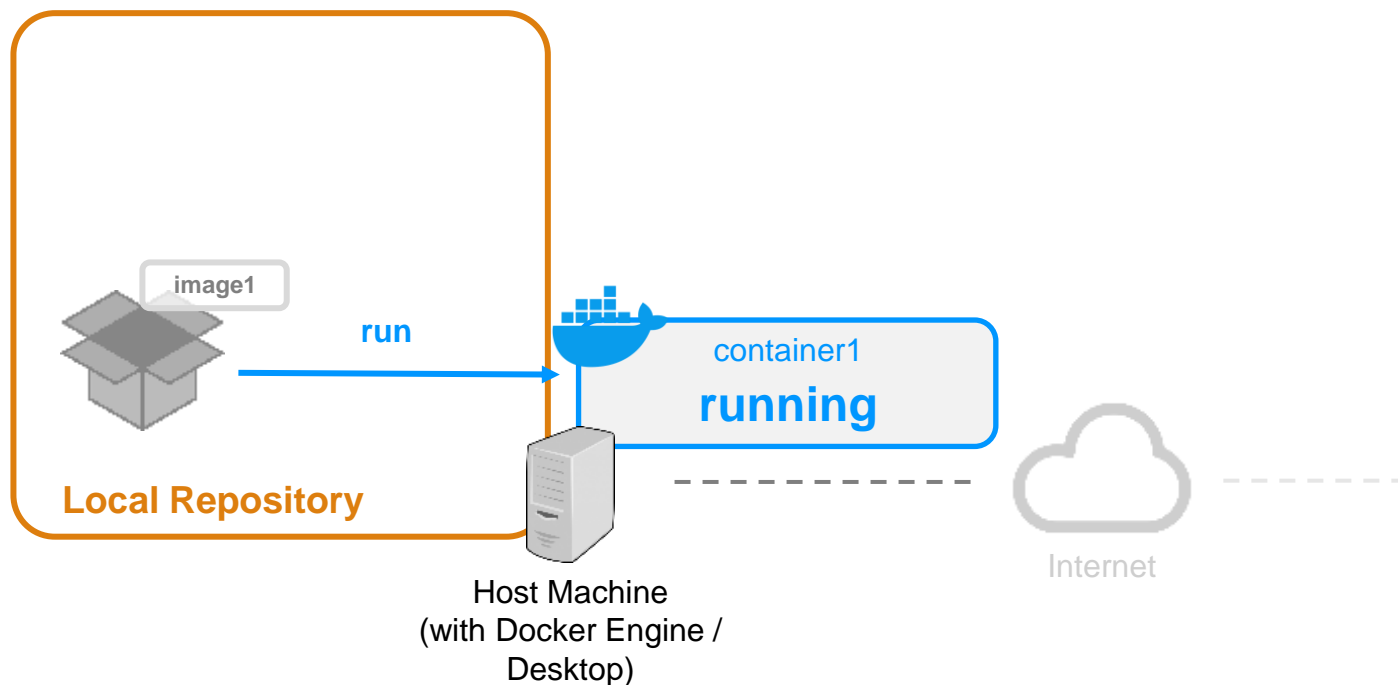 image1
run
container1
running
Local Repository
Internet
Host Machine
(with Docker Engine /
Desktop)